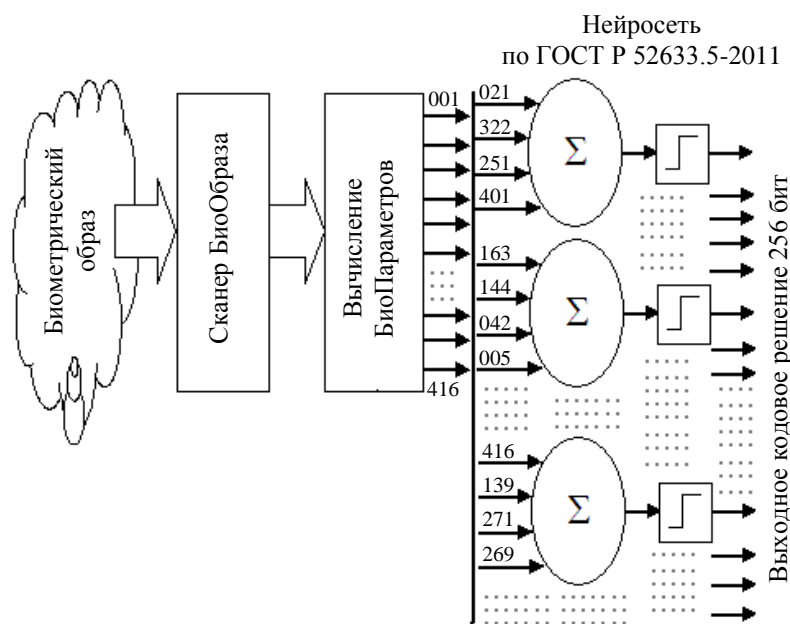 Нейросеть
по ГОСТ Р 52633.5-2011
Биометрический
образ
Сканер БиоОбраза
Вычисление
БиоПараметров
001
416
021
322
251
401
Σ
163
144
042
005
Σ
416
139
271
269
Σ
Выходное кодовое решение 256 бит